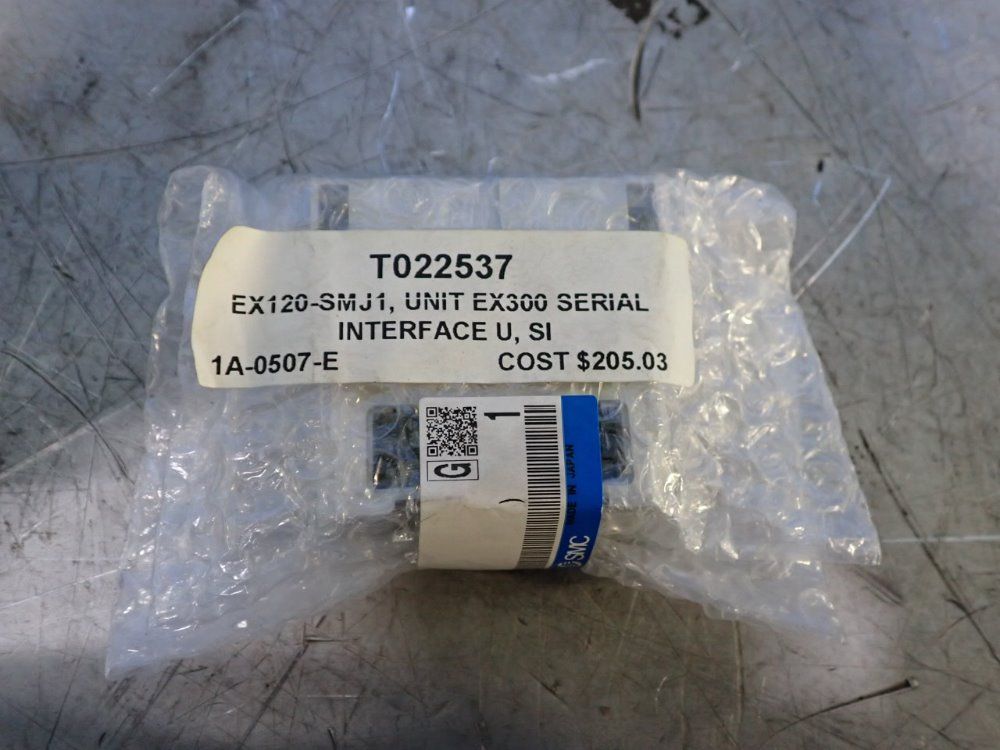 T022537
EX120-SMJ1, UNIT EX300 SERIAL
INTERFACE U, SI
1A-0507-E COST $205.03
1
G
)
MADE IN JAPAN
SMC